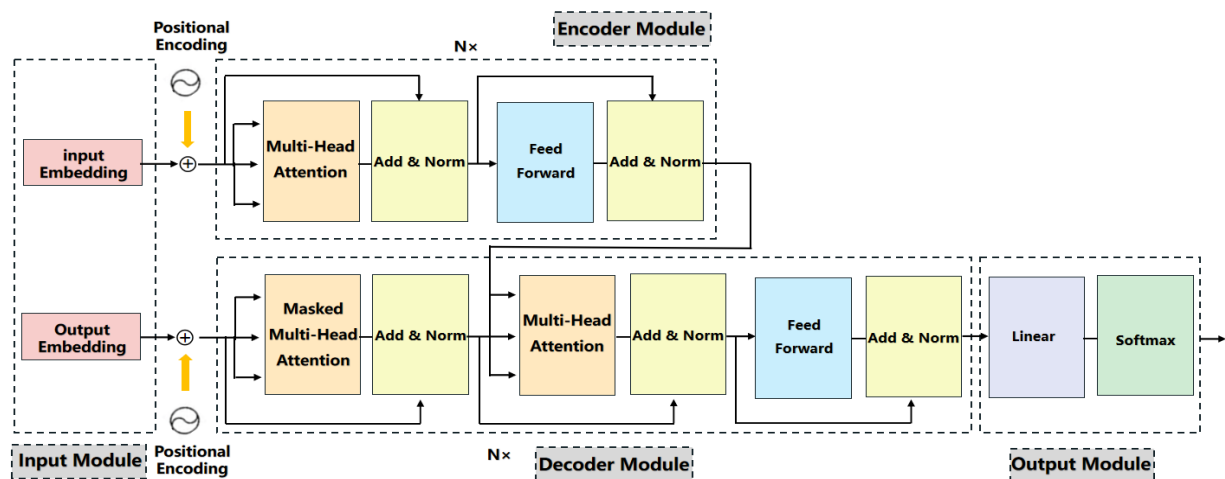 Positional
Encoding
N×
Encoder Module
input
Embedding
Multi-Head
Attention
Add & Norm
Feed
Forward
Add & Norm
Output
Embedding
Masked
Multi-Head
Attention
Add & Norm
Multi-Head
Attention
Add & Norm
Feed
Forward
Add & Norm
Linear
Softmax
Input Module
Positional
Encoding
N×
Decoder Module
Output Module